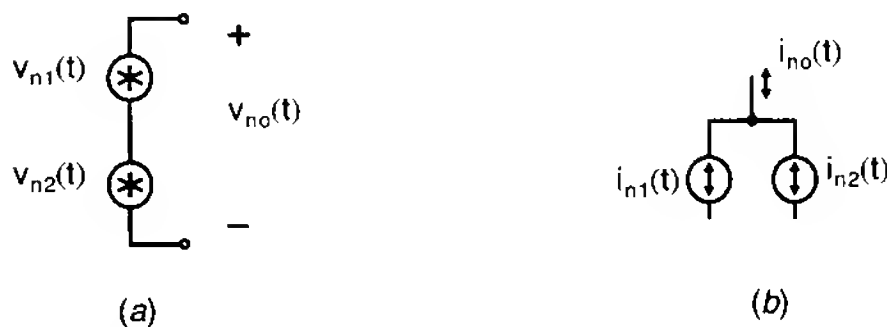 v_n1(t)
+
v_no(t)
v_n2(t)
–
(a)
i_no(t)
i_n1(t)
i_n2(t)
(b)